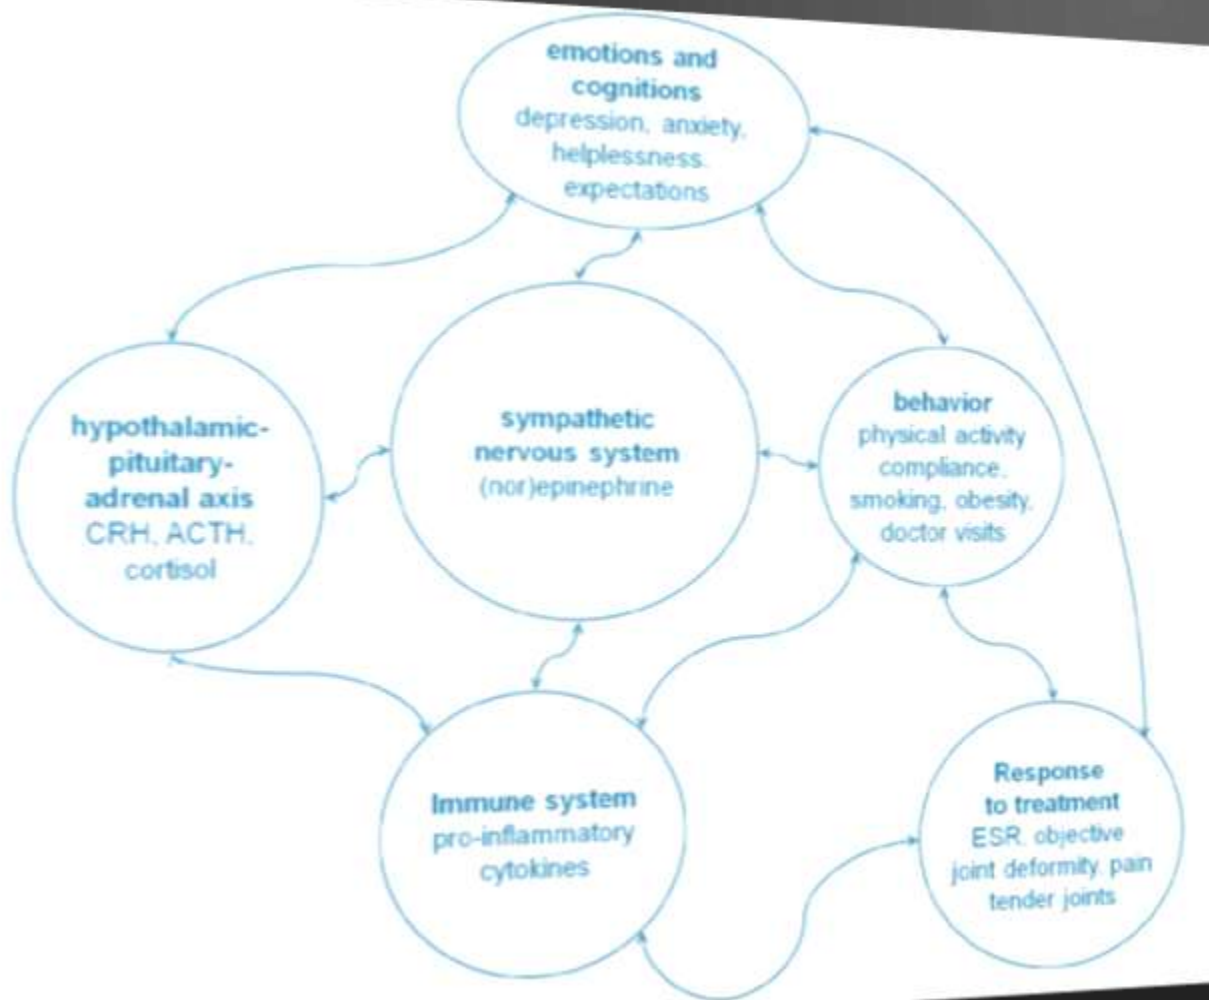 emotions and
cognitions
depression, anxiety,
helplessness.
expectations
hypothalamic-
pituitary-
adrenal axis
CRH, ACTH,
cortisol
sympathetic
nervous system
(nor)epinephrine
behavior
physical activity
compliance,
smoking, obesity,
doctor visits
Immune system
pro-inflammatory
cytokines
Response
to treatment
ESR, objective
joint deformity, pain
tender joints